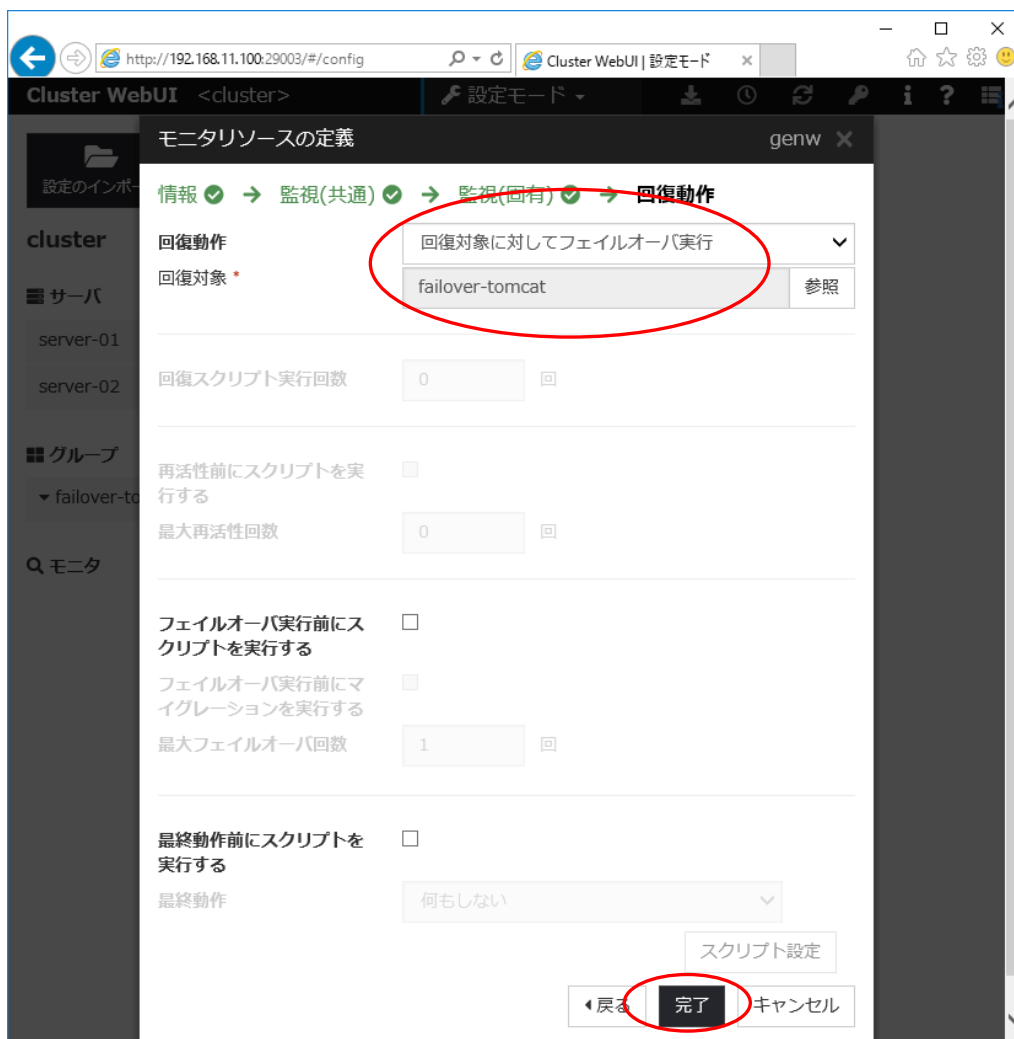 http://192.168.11.100:29003/#/config
Cluster WebUI | 設定モード
Cluster WebUI <cluster> 設定モード
モニタリソースの定義 genw
設定のインポー
情報 → 監視(共通) → 監視(固有) → 回復動作
cluster
回復動作 回復対象に対してフェイルオーバ実行
回復対象 * failover-tomcat 参照
サーバ
server-01
server-02
回復スクリプト実行回数 0 回
グループ
failover-to
再活性前にスクリプトを実
行する
最大再活性回数 0 回
モニタ
フェイルオーバ実行前にス
クリプトを実行する
フェイルオーバ実行前にマ
イグレーションを実行する
最大フェイルオーバ回数 1 回
最終動作前にスクリプトを
実行する
最終動作 何もしない
スクリプト設定
戻る 完了 キャンセル